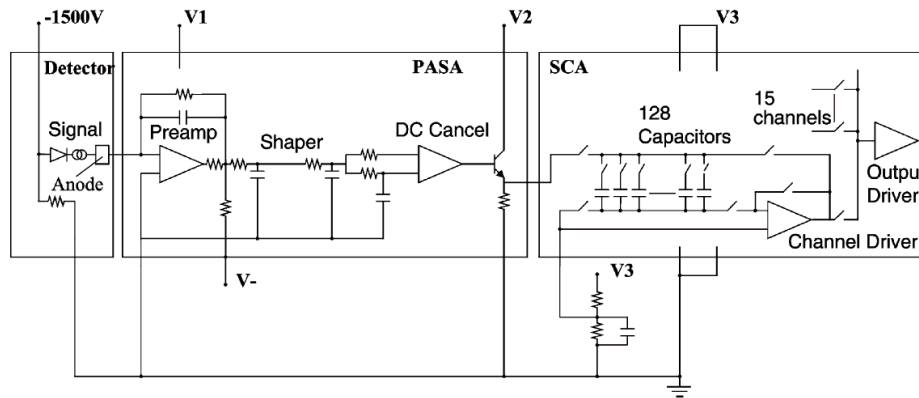 -1500V
V1
V2
V3
Detector
PASA
SCA
Signal
Preamp
Shaper
DC Cancel
128
Capacitors
15
channels
Anode
Output
Driver
Channel Driver
V-
V3